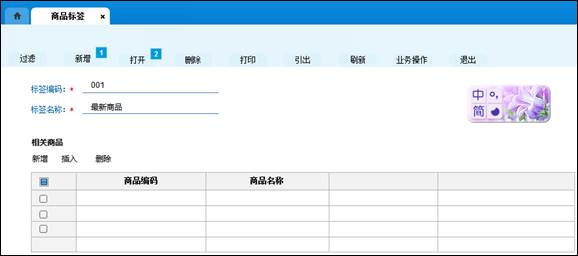 商品标签 ×
过滤 新增 1 打开 2 删除 打印 引出 刷新 业务操作 退出
标签编码: * 001
标签名称: * 最新商品
中 °,
简
相关商品
新增 插入 删除
商品编码 商品名称